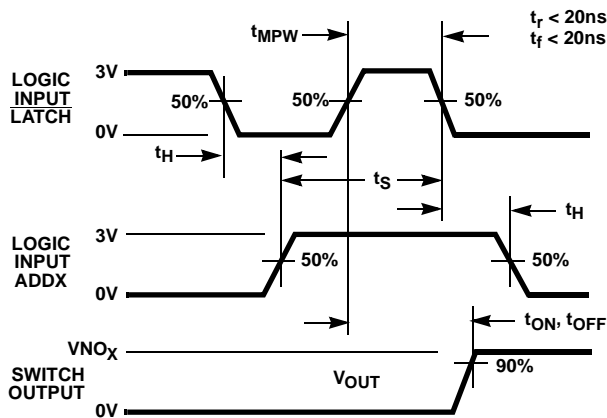 tMPW
tr < 20ns
tf < 20ns
LOGIC
INPUT
LATCH
3V
0V
50%
50%
50%
tH
tS
tH
LOGIC
INPUT
ADDX
3V
0V
50%
50%
tON, tOFF
SWITCH
OUTPUT
VNOX
0V
VOUT
90%